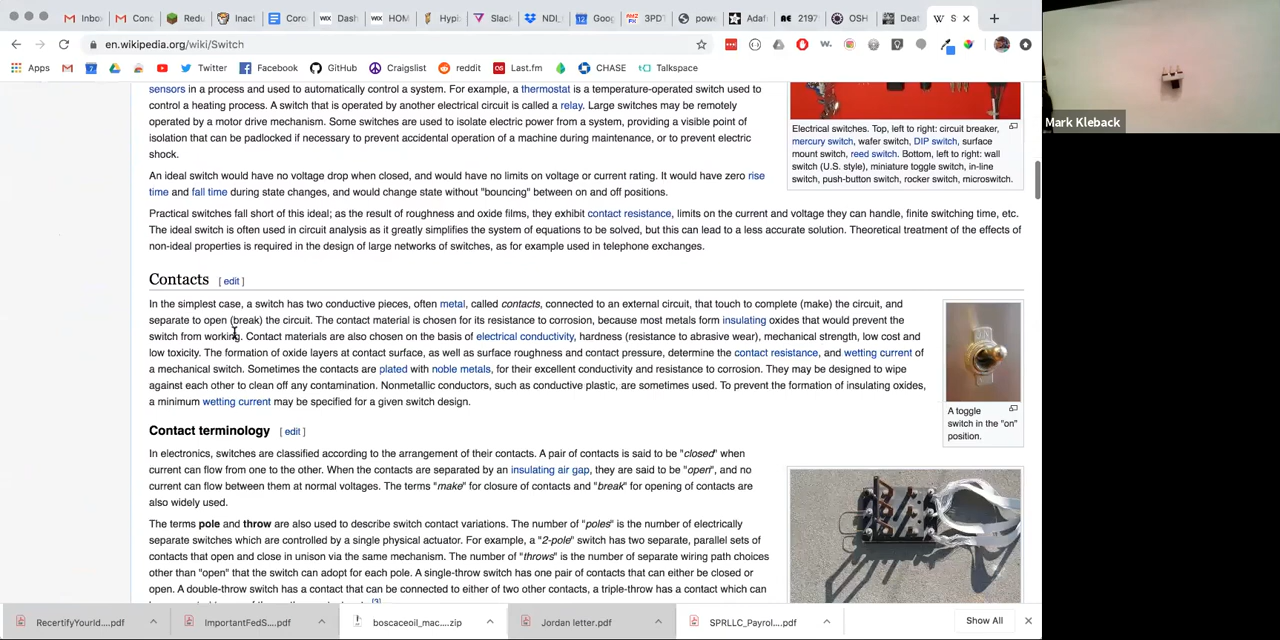 Inbo
Conc
Redu
Inact
Coro
Dash
HOM
Hypi
Slack
NDI_
Goog
3PDT
powe
Adaf
2197
OSH
Deat
S
en.wikipedia.org/wiki/Switch
Apps
Twitter
Facebook
GitHub
Craigslist
reddit
Last.fm
CHASE
Talkspace
Mark Kleback
sensors in a process and used to automatically control a system. For example, a thermostat is a temperature-operated switch used to
control a heating process. A switch that is operated by another electrical circuit is called a relay. Large switches may be remotely
operated by a motor drive mechanism. Some switches are used to isolate electric power from a system, providing a visible point of
isolation that can be padlocked if necessary to prevent accidental operation of a machine during maintenance, or to prevent electric
shock.
Electrical switches. Top, left to right: circuit breaker,
mercury switch, wafer switch, DIP switch, surface
mount switch, reed switch. Bottom, left to right: wall
switch (U.S. style), miniature toggle switch, in-line
switch, push-button switch, rocker switch, microswitch.
An ideal switch would have no voltage drop when closed, and would have no limits on voltage or current rating. It would have zero rise
time and fall time during state changes, and would change state without "bouncing" between on and off positions.
Practical switches fall short of this ideal; as the result of roughness and oxide films, they exhibit contact resistance, limits on the current and voltage they can handle, finite switching time, etc.
The ideal switch is often used in circuit analysis as it greatly simplifies the system of equations to be solved, but this can lead to a less accurate solution. Theoretical treatment of the effects of
non-ideal properties is required in the design of large networks of switches, as for example used in telephone exchanges.
Contacts [ edit ]
In the simplest case, a switch has two conductive pieces, often metal, called contacts, connected to an external circuit, that touch to complete (make) the circuit, and
separate to open (break) the circuit. The contact material is chosen for its resistance to corrosion, because most metals form insulating oxides that would prevent the
switch from working. Contact materials are also chosen on the basis of electrical conductivity, hardness (resistance to abrasive wear), mechanical strength, low cost and
low toxicity. The formation of oxide layers at contact surface, as well as surface roughness and contact pressure, determine the contact resistance, and wetting current of
a mechanical switch. Sometimes the contacts are plated with noble metals, for their excellent conductivity and resistance to corrosion. They may be designed to wipe
against each other to clean off any contamination. Nonmetallic conductors, such as conductive plastic, are sometimes used. To prevent the formation of insulating oxides,
a minimum wetting current may be specified for a given switch design.
A toggle
switch in the "on"
position.
Contact terminology [ edit ]
In electronics, switches are classified according to the arrangement of their contacts. A pair of contacts is said to be "closed" when
current can flow from one to the other. When the contacts are separated by an insulating air gap, they are said to be "open", and no
current can flow between them at normal voltages. The terms "make" for closure of contacts and "break" for opening of contacts are
also widely used.
The terms pole and throw are also used to describe switch contact variations. The number of "poles" is the number of electrically
separate switches which are controlled by a single physical actuator. For example, a "2-pole" switch has two separate, parallel sets of
contacts that open and close in unison via the same mechanism. The number of "throws" is the number of separate wiring path choices
other than "open" that the switch can adopt for each pole. A single-throw switch has one pair of contacts that can either be closed or
open. A double-throw switch has a contact that can be connected to either of two other contacts, a triple-throw has a contact which can
RecertifyYourId....pdf
ImportantFedS....pdf
boscaceoil_mac....zip
Jordan letter.pdf
SPRLLC_Payrol....pdf
Show All